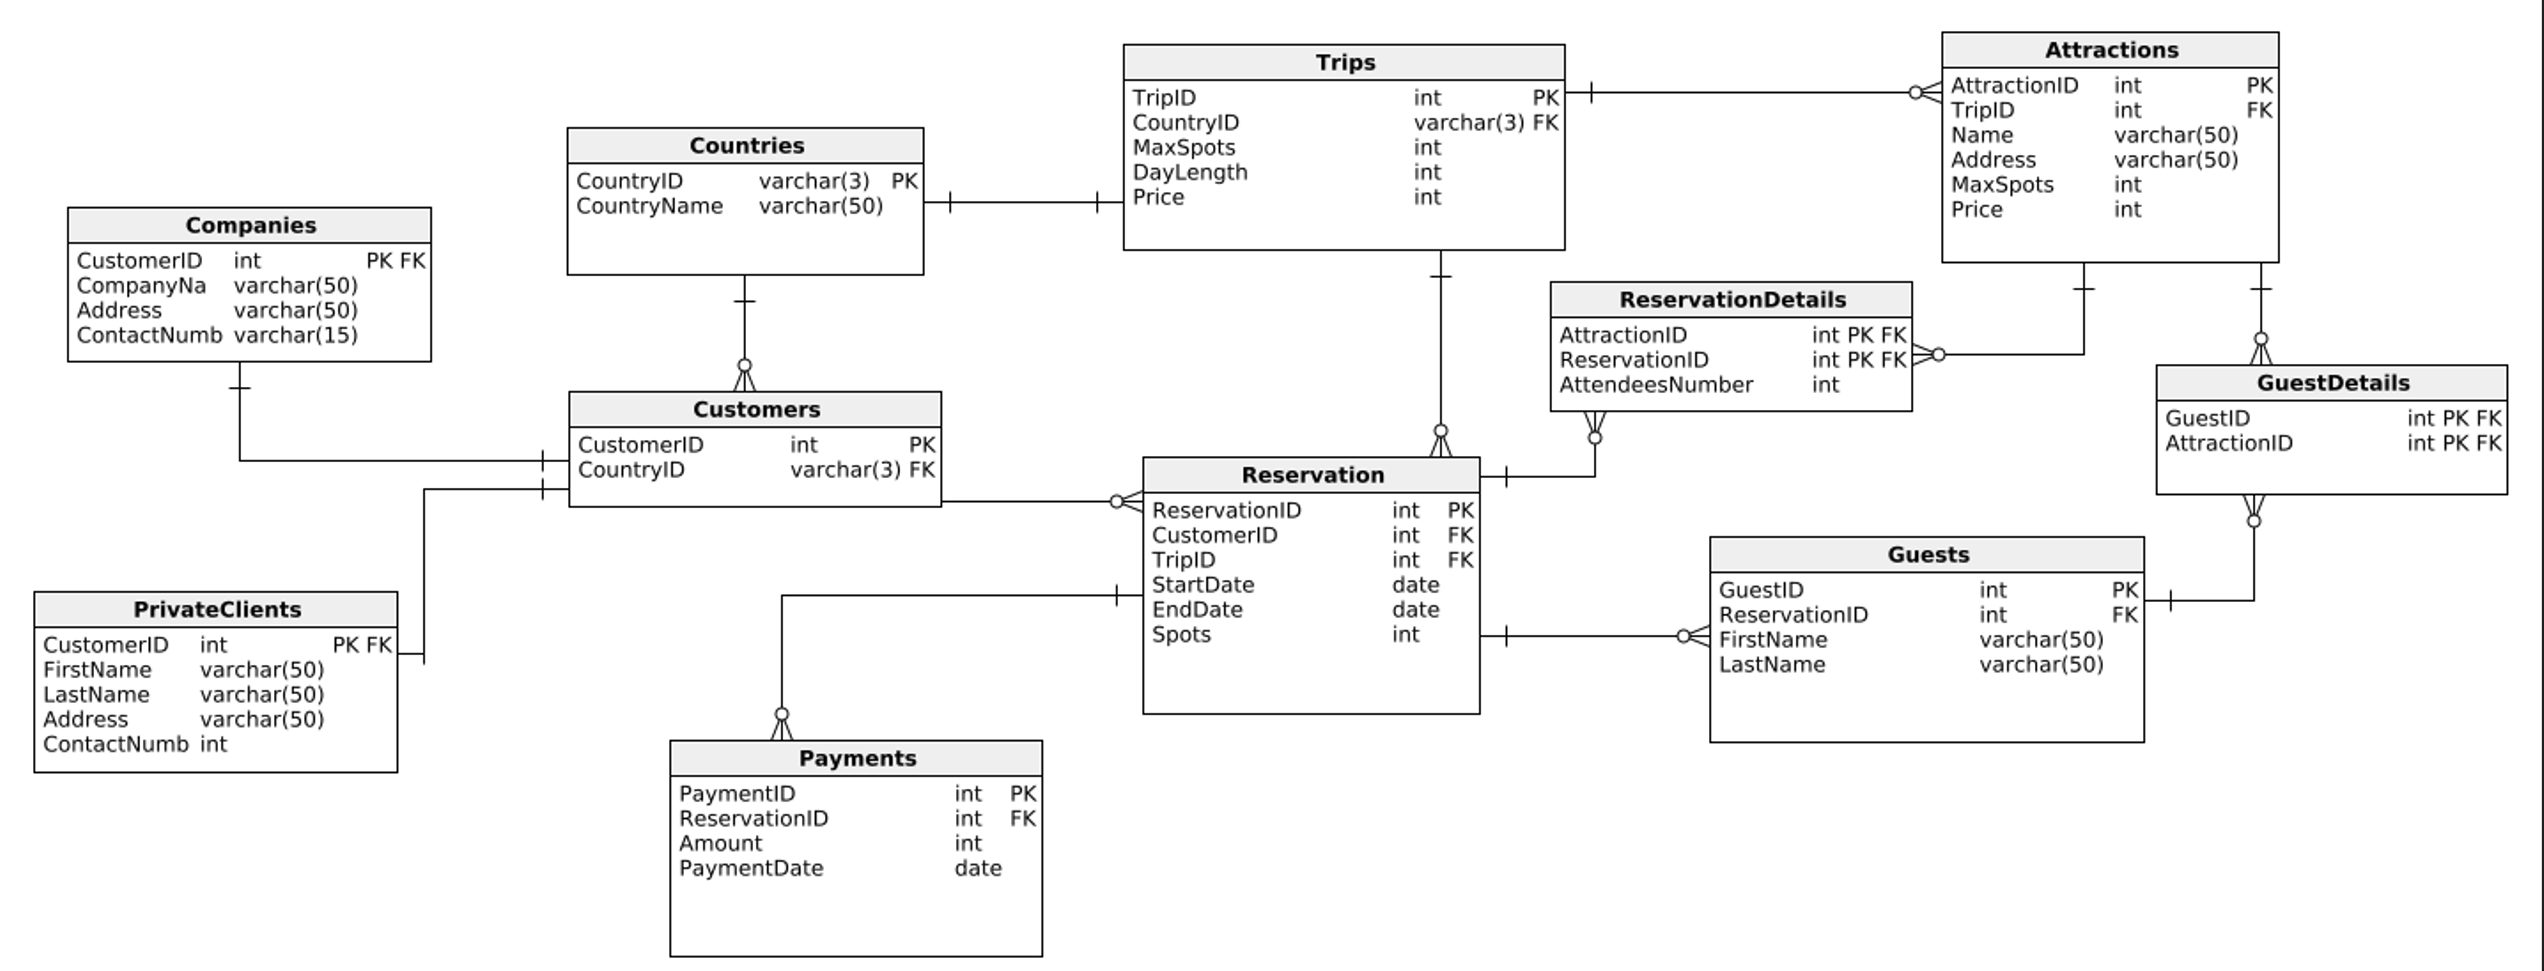 Trips
TripID int PK
CountryID varchar(3) FK
MaxSpots int
DayLength int
Price int
Attractions
AttractionID int PK
TripID int FK
Name varchar(50)
Address varchar(50)
MaxSpots int
Price int
Countries
CountryID varchar(3) PK
CountryName varchar(50)
Companies
CustomerID int PK FK
CompanyNa varchar(50)
Address varchar(50)
ContactNumb varchar(15)
ReservationDetails
AttractionID int PK FK
ReservationID int PK FK
AttendeesNumber int
GuestDetails
GuestID int PK FK
AttractionID int PK FK
Customers
CustomerID int PK
CountryID varchar(3) FK
Reservation
ReservationID int PK
CustomerID int FK
TripID int FK
StartDate date
EndDate date
Spots int
Guests
GuestID int PK
ReservationID int FK
FirstName varchar(50)
LastName varchar(50)
PrivateClients
CustomerID int PK FK
FirstName varchar(50)
LastName varchar(50)
Address varchar(50)
ContactNumb int
Payments
PaymentID int PK
ReservationID int FK
Amount int
PaymentDate date